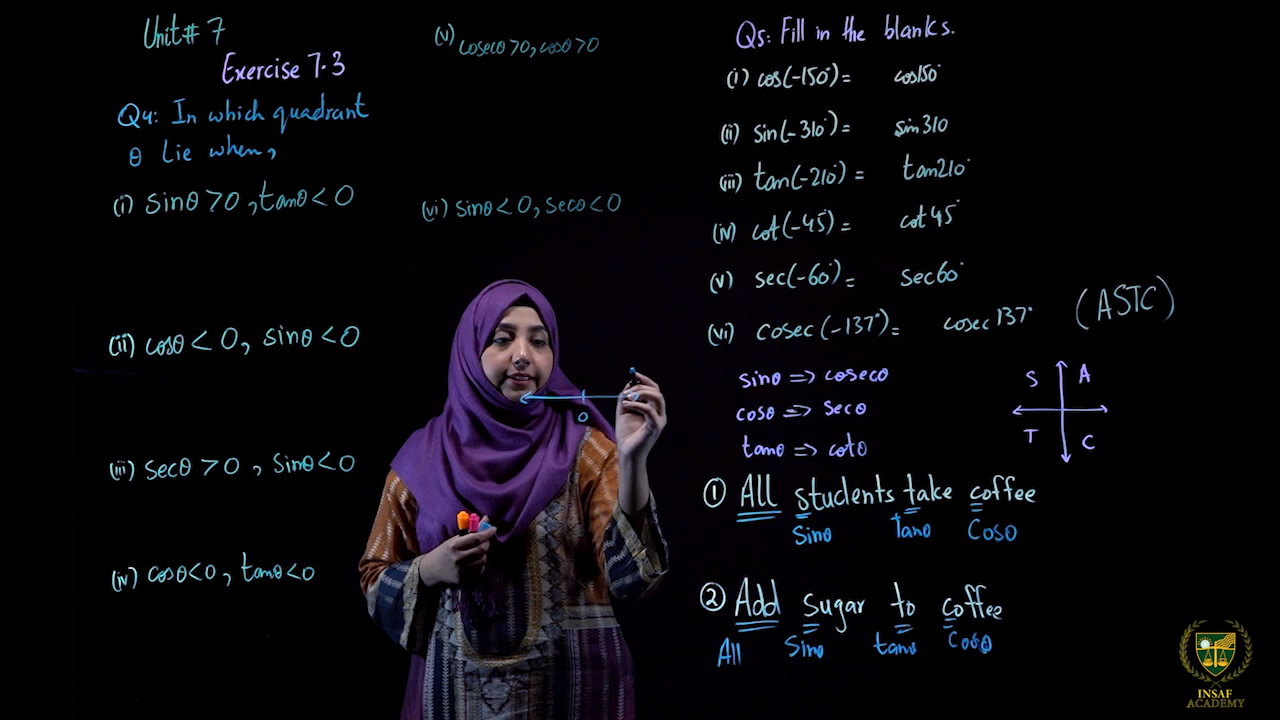 Unit# 7
Exercise 7.3
Q4: In which quadrant
θ Lie when,
(i) sinθ >0 , tanθ < 0
(ii) cosθ < 0, sinθ < 0
(iii) secθ >0 , sinθ < 0
(iv) cosθ<0 , tanθ<0
(v) cosecθ >0, cosθ >0
(vi) sinθ < 0, secθ < 0
0
Q5: Fill in the blanks.
(i) cos(-150°)= cos150°
(ii) sin(-310°)= sin310
(iii) tan(-210°)= tan210°
(iv) cot(-45°)= cot45°
(v) sec(-60°)= sec60°
(vi) cosec(-137°)= cosec137°
(ASTC)
sinθ => cosecθ
cosθ => secθ
tanθ => cotθ
S A
T C
① All students take coffee
Sinθ tanθ Cosθ
② Add sugar to coffee
All Sinθ tanθ Cosθ
INSAF
ACADEMY